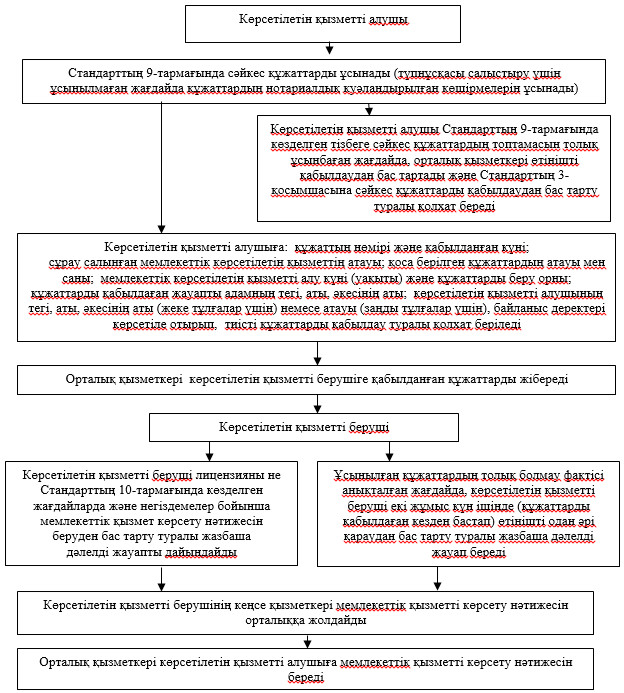 Көрсетілетін қызметті алушы
Стандарттың 9-тармағында сәйкес құжаттарды ұсынады (түпнұсқасы салыстыру үшін
ұсынылмаған жағдайда құжаттардың нотариалдық куәландырылған көшірмелерін ұсынады)
Көрсетілетін қызметті алушы Стандарттың 9-тармағында
көзделген тізбеге сәйкес құжаттардың топтамасын толық
ұсынбаған жағдайда, орталық қызметкері өтінішті
қабылдаудан бас тартады және Стандарттың 3-
қосымшасына сәйкес құжаттарды қабылдаудан бас тарту
туралы қолхат береді
Көрсетілетін қызметті алушыға: құжаттың нөмірі және қабылданған күні;
сұрау салынған мемлекеттік көрсетілетін қызметтің атауы; қоса берілген құжаттардың атауы мен
саны; мемлекеттік көрсетілетін қызметті алу күні (уақыты) және құжаттарды беру орны;
құжаттарды қабылдаған жауапты адамның тегі, аты, әкесінің аты; көрсетілетін қызметті алушының
тегі, аты, әкесінің аты (жеке тұлғалар үшін) немесе атауы (заңды тұлғалар үшін), байланыс деректері
көрсетіле отырып, тиісті құжаттарды қабылдау туралы қолхат беріледі
Орталық қызметкері көрсетілетін қызметті берушіге қабылданған құжаттарды жібереді
Көрсетілетін қызметті беруші
Көрсетілетін қызметті беруші лицензияны не
Стандарттың 10-тармағында көзделген
жағдайларда және негіздемелер бойынша
мемлекеттік қызмет көрсету нәтижесін
беруден бас тарту туралы жазбаша
дәлелді жауапты дайындайды
Ұсынылған құжаттардың толық болмау фактісі
анықталған жағдайда, көрсетілетін қызметті
беруші екі жұмыс күн ішінде (құжаттарды
қабылдаған кезден бастап) өтінішті одан әрі
қараудан бас тарту туралы жазбаша дәлелді
жауап береді
Көрсетілетін қызметті берушінің кеңсе қызметкері мемлекеттік қызметті көрсету нәтижесін
орталыққа жолдайды
Орталық қызметкері көрсетілетін қызметті алушыға мемлекеттік қызметті көрсету нәтижесін
береді